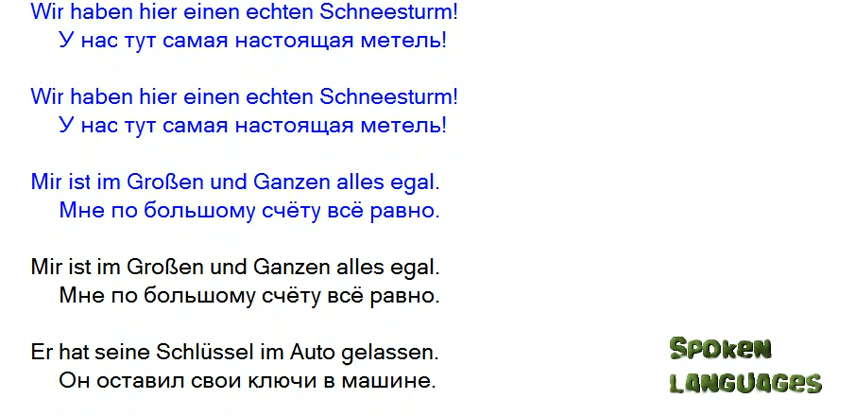 Wir haben hier einen echten Schneesturm!
У нас тут самая настоящая метель!
Wir haben hier einen echten Schneesturm!
У нас тут самая настоящая метель!
Mir ist im Großen und Ganzen alles egal.
Мне по большому счёту всё равно.
Mir ist im Großen und Ganzen alles egal.
Мне по большому счёту всё равно.
Er hat seine Schlüssel im Auto gelassen.
Он оставил свои ключи в машине.
Spoken
Languages